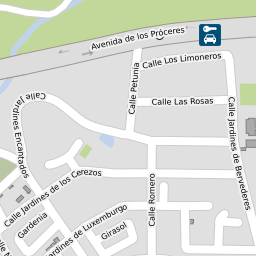 Avenida de los Próceres
Calle Los Limoneros
Calle Petunia
Calle Las Rosas
Calle Jardines Encantados
Calle Jardines de Bervederes
Calle Jardines de los Cerezos
Calle Romero
Gardenia
Jardines de Luxemburgo
Girasol